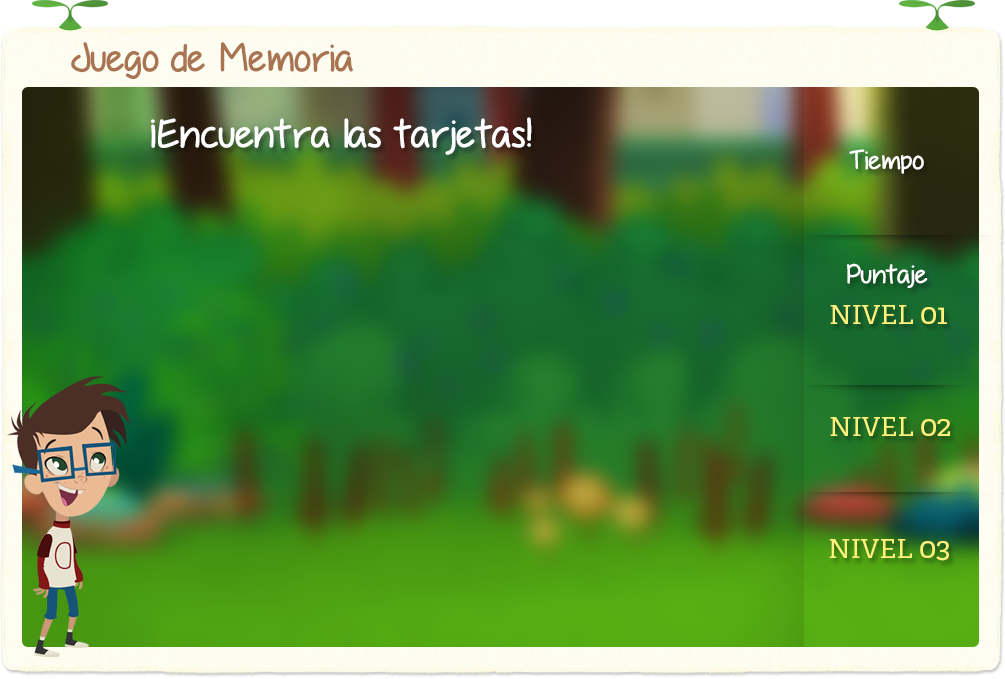 Juego de Memoria
¡Encuentra las tarjetas!
Tiempo
Puntaje
NIVEL 01
NIVEL 02
NIVEL 03